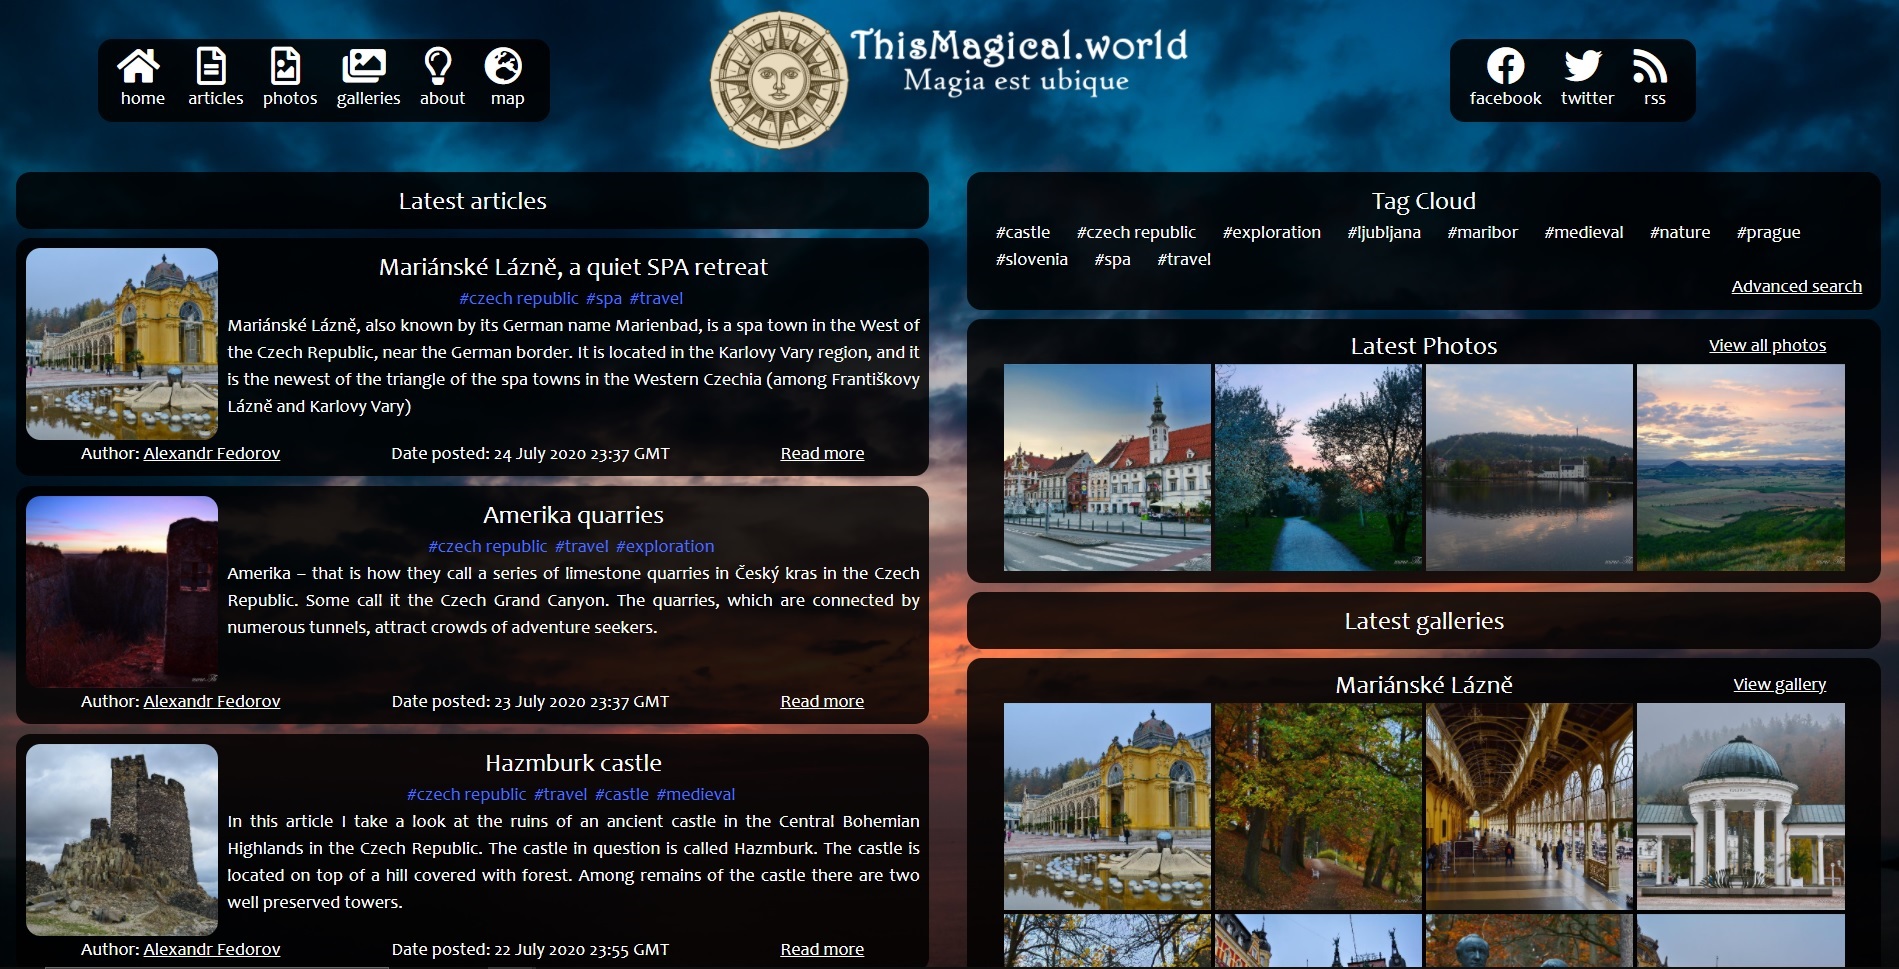 home articles photos galleries about map
ThisMagical.world
Magia est ubique
facebook twitter rss
Latest articles
Mariánské Lázně, a quiet SPA retreat
#czech republic #spa #travel
Mariánské Lázně, also known by its German name Marienbad, is a spa town in the West of
the Czech Republic, near the German border. It is located in the Karlovy Vary region, and it
is the newest of the triangle of the spa towns in the Western Czechia (among Františkovy
Lázně and Karlovy Vary)
Author: Alexandr Fedorov Date posted: 24 July 2020 23:37 GMT Read more
Amerika quarries
#czech republic #travel #exploration
Amerika – that is how they call a series of limestone quarries in Český kras in the Czech
Republic. Some call it the Czech Grand Canyon. The quarries, which are connected by
numerous tunnels, attract crowds of adventure seekers.
Author: Alexandr Fedorov Date posted: 23 July 2020 23:37 GMT Read more
Hazmburk castle
#czech republic #travel #castle #medieval
In this article I take a look at the ruins of an ancient castle in the Central Bohemian
Highlands in the Czech Republic. The castle in question is called Hazmburk. The castle is
located on top of a hill covered with forest. Among remains of the castle there are two
well preserved towers.
Author: Alexandr Fedorov Date posted: 22 July 2020 23:55 GMT Read more
Tag Cloud
#castle #czech republic #exploration #ljubljana #maribor #medieval #nature #prague
#slovenia #spa #travel
Advanced search
Latest Photos View all photos
Latest galleries
Mariánské Lázně View gallery